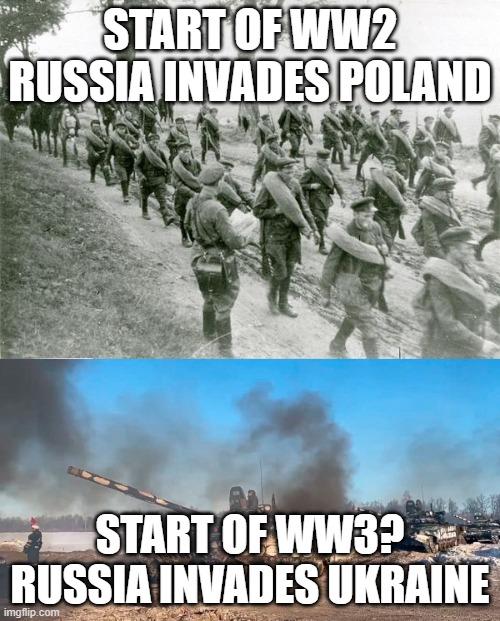 START OF WW2
RUSSIA INVADES POLAND
START OF WW3?
RUSSIA INVADES UKRAINE
imgflip.com